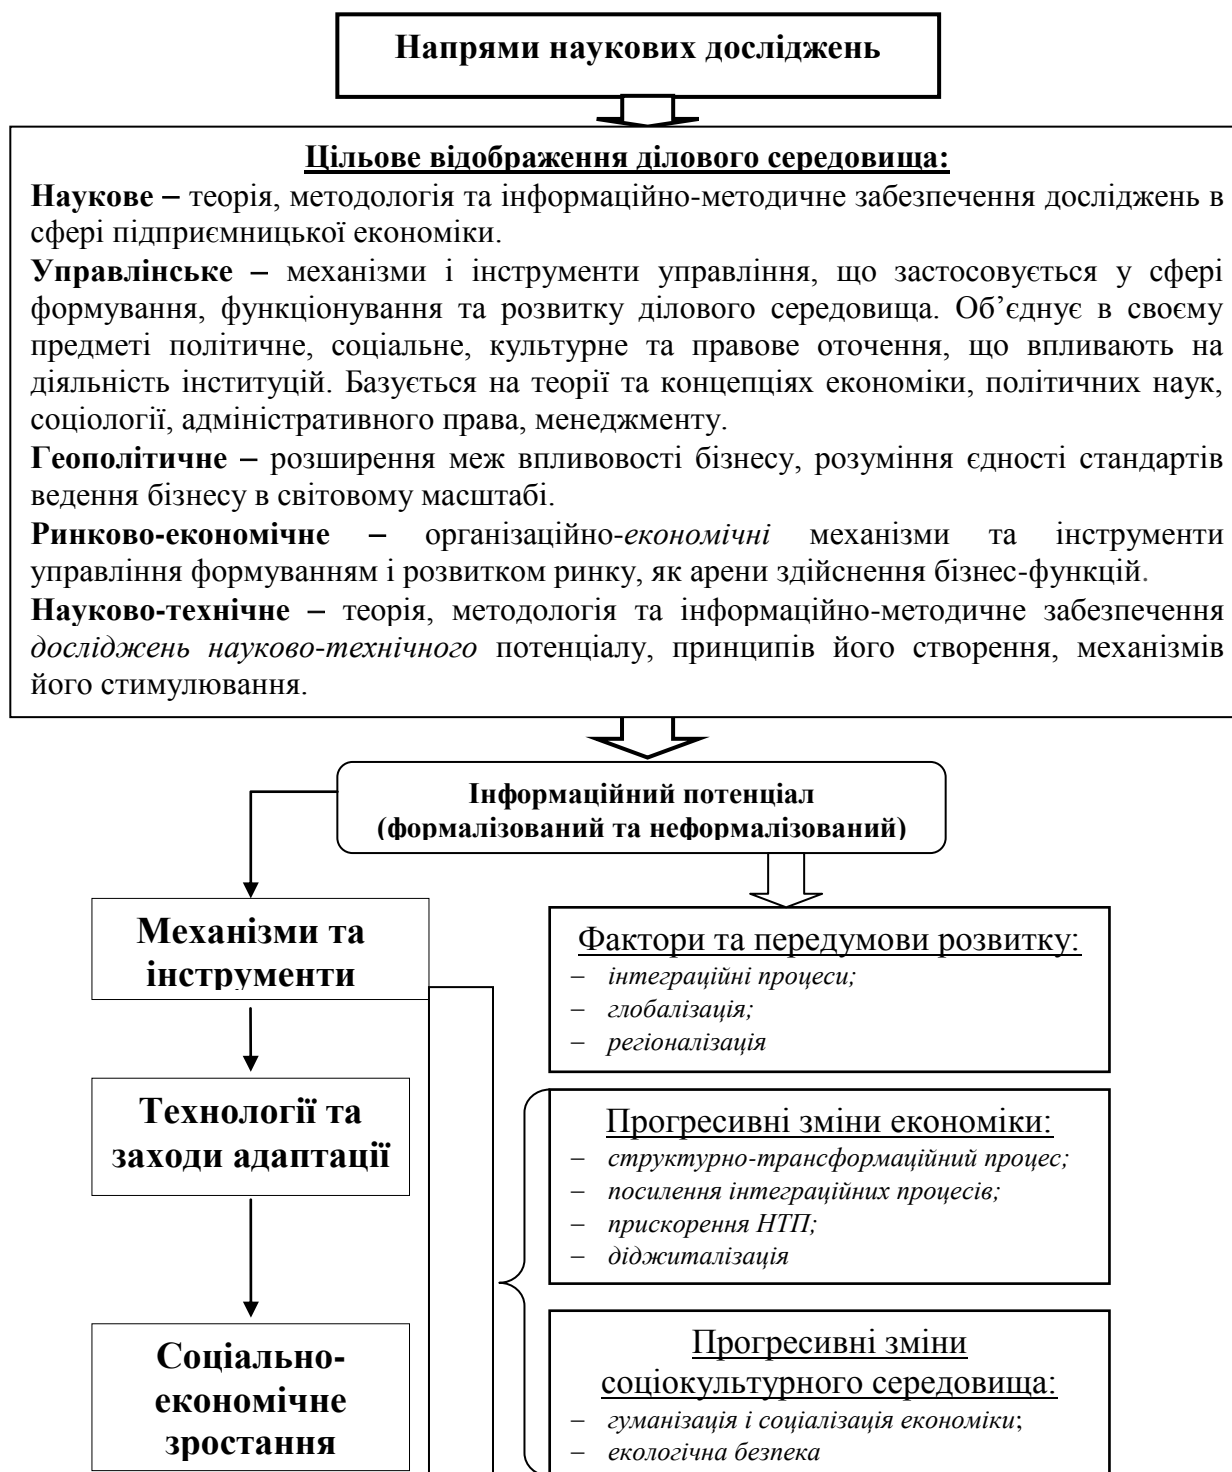 Напрями наукових досліджень
Цільове відображення ділового середовища:
Наукове – теорія, методологія та інформаційно-методичне забезпечення досліджень в
сфері підприємницької економіки.
Управлінське – механізми і інструменти управління, що застосовується у сфері
формування, функціонування та розвитку ділового середовища. Об’єднує в своєму
предметі політичне, соціальне, культурне та правове оточення, що впливають на
діяльність інституцій. Базується на теорії та концепціях економіки, політичних наук,
соціології, адміністративного права, менеджменту.
Геополітичне – розширення меж впливовості бізнесу, розуміння єдності стандартів
ведення бізнесу в світовому масштабі.
Ринково-економічне – організаційно-економічні механізми та інструменти
управління формуванням і розвитком ринку, як арени здійснення бізнес-функцій.
Науково-технічне – теорія, методологія та інформаційно-методичне забезпечення
досліджень науково-технічного потенціалу, принципів його створення, механізмів
його стимулювання.
Інформаційний потенціал
(формалізований та неформалізований)
Механізми та
інструменти
Технології та
заходи адаптації
Соціально-
економічне
зростання
Фактори та передумови розвитку:
– інтеграційні процеси;
– глобалізація;
– регіоналізація
Прогресивні зміни економіки:
– структурно-трансформаційний процес;
– посилення інтеграційних процесів;
– прискорення НТП;
– діджиталізація
Прогресивні зміни
соціокультурного середовища:
– гуманізація і соціалізація економіки;
– екологічна безпека